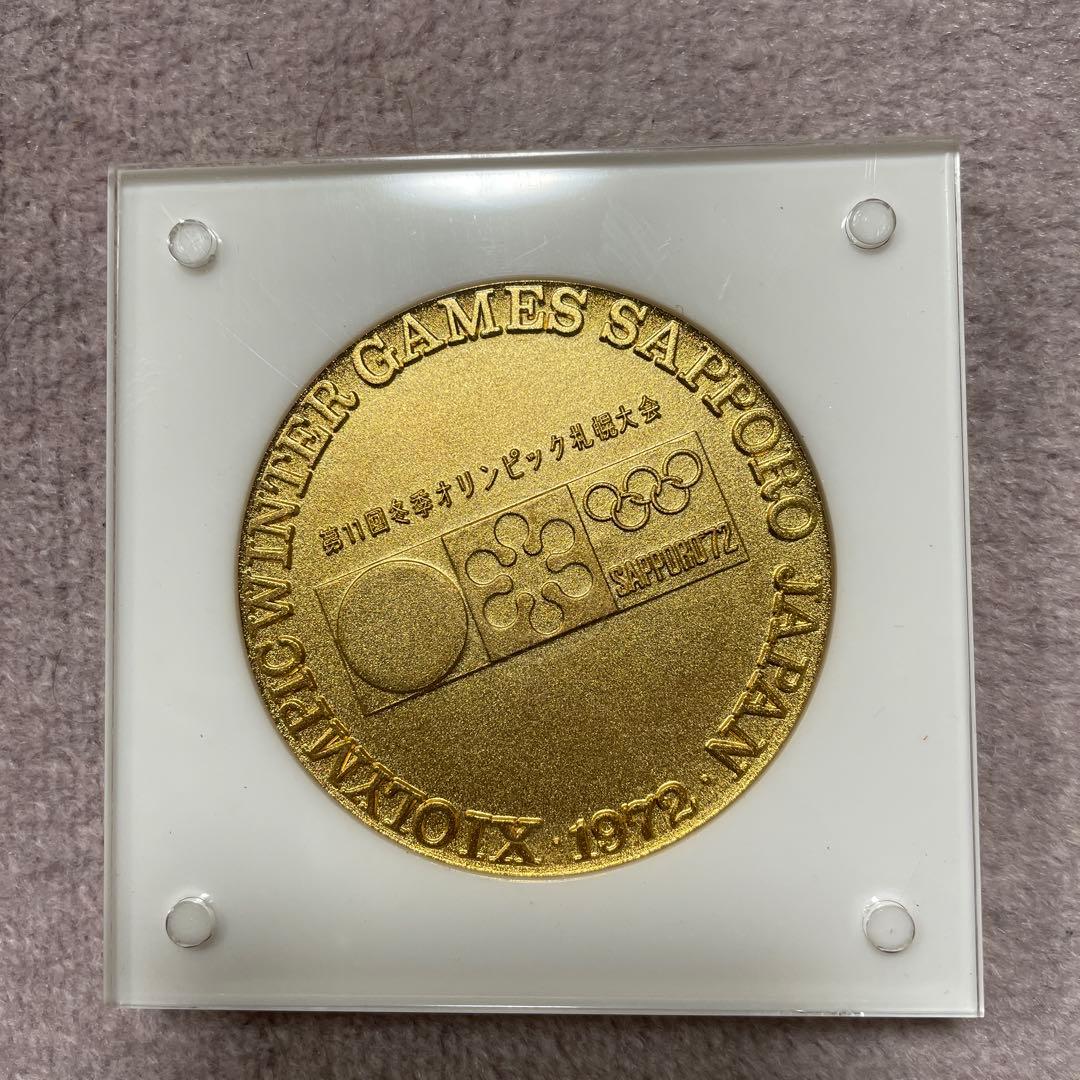 XI OLYMPIC WINTER GAMES SAPPORO JAPAN · 1972 ·
第11回冬季オリンピック札幌大会
SAPPORO'72